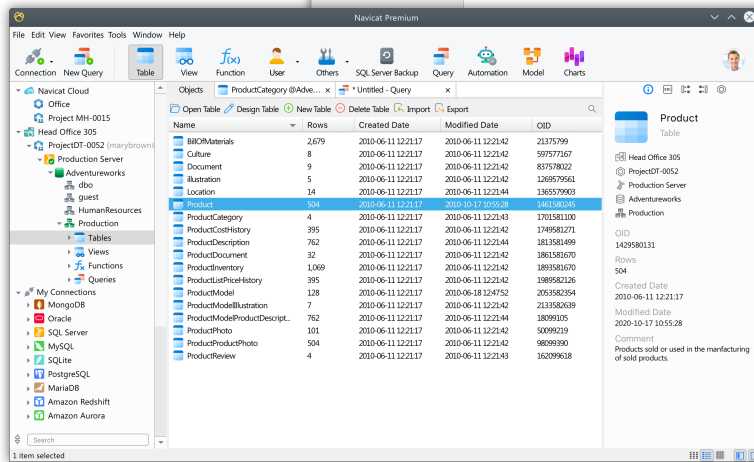 Navicat Premium
File Edit View Favorites Tools Window Help
Connection New Query Table View Function User Others SQL Server Backup Query Automation Model Charts
f(x)
Navicat Cloud
Office
Project MH-0015
Head Office 305
ProjectDT-0052 (marybrown
Production Server
Adventureworks
dbo
guest
HumanResources
Production
Tables
Views
Functions
Queries
My Connections
MongoDB
Oracle
SQL Server
MySQL
SQLite
PostgreSQL
MariaDB
Amazon Redshift
Amazon Aurora
Search
1 item selected
Objects ProductCategory @Adve... × * Untitled - Query ×
Open Table Design Table New Table Delete Table Import Export
Name Rows Created Date Modified Date OID
BillOfMaterials 2,679 2010-06-11 12:21:17 2010-06-11 12:21:42 21375799
Culture 8 2010-06-11 12:21:17 2010-06-11 12:21:42 597577167
Document 9 2010-06-11 12:21:17 2010-06-11 12:21:42 837578022
illustration 5 2010-06-11 12:21:17 2010-06-11 12:21:42 1269579561
Location 14 2010-06-11 12:21:17 2010-06-11 12:21:44 1365579903
Product 504 2010-06-11 12:21:17 2010-10-17 10:55:28 1461580245
ProductCategory 4 2010-06-11 12:21:17 2010-06-11 12:21:43 1701581100
ProductCostHistory 395 2010-06-11 12:21:17 2010-06-11 12:21:42 1749581271
ProductDescription 762 2010-06-11 12:21:17 2010-06-11 12:21:44 1813581499
ProductDocument 32 2010-06-11 12:21:17 2010-06-11 12:21:42 1861581670
ProductInventory 1,069 2010-06-11 12:21:17 2010-06-11 12:21:42 1893581670
ProductListPriceHistory 395 2010-06-11 12:21:17 2010-06-11 12:21:42 1989582126
ProductModel 128 2010-06-11 12:21:17 2010-06-18 12:47:52 2053582354
ProductModelIllustration 7 2010-06-11 12:21:17 2010-06-11 12:21:42 2133582639
ProductModelProductDescript... 762 2010-06-11 12:21:17 2010-06-11 12:21:44 18099105
ProductPhoto 101 2010-06-11 12:21:17 2010-06-11 12:21:42 50099219
ProductProductPhoto 504 2010-06-11 12:21:17 2010-06-11 12:21:42 98099390
ProductReview 4 2010-06-11 12:21:17 2010-06-11 12:21:43 162099618
Product
Table
Head Office 305
ProjectDT-0052
Production Server
Adventureworks
Production
OID
1429580131
Rows
504
Created Date
2010-06-11 12:21:17
Modified Date
2020-10-17 10:55:28
Comment
Products sold or used in the manfacturing
of sold products.